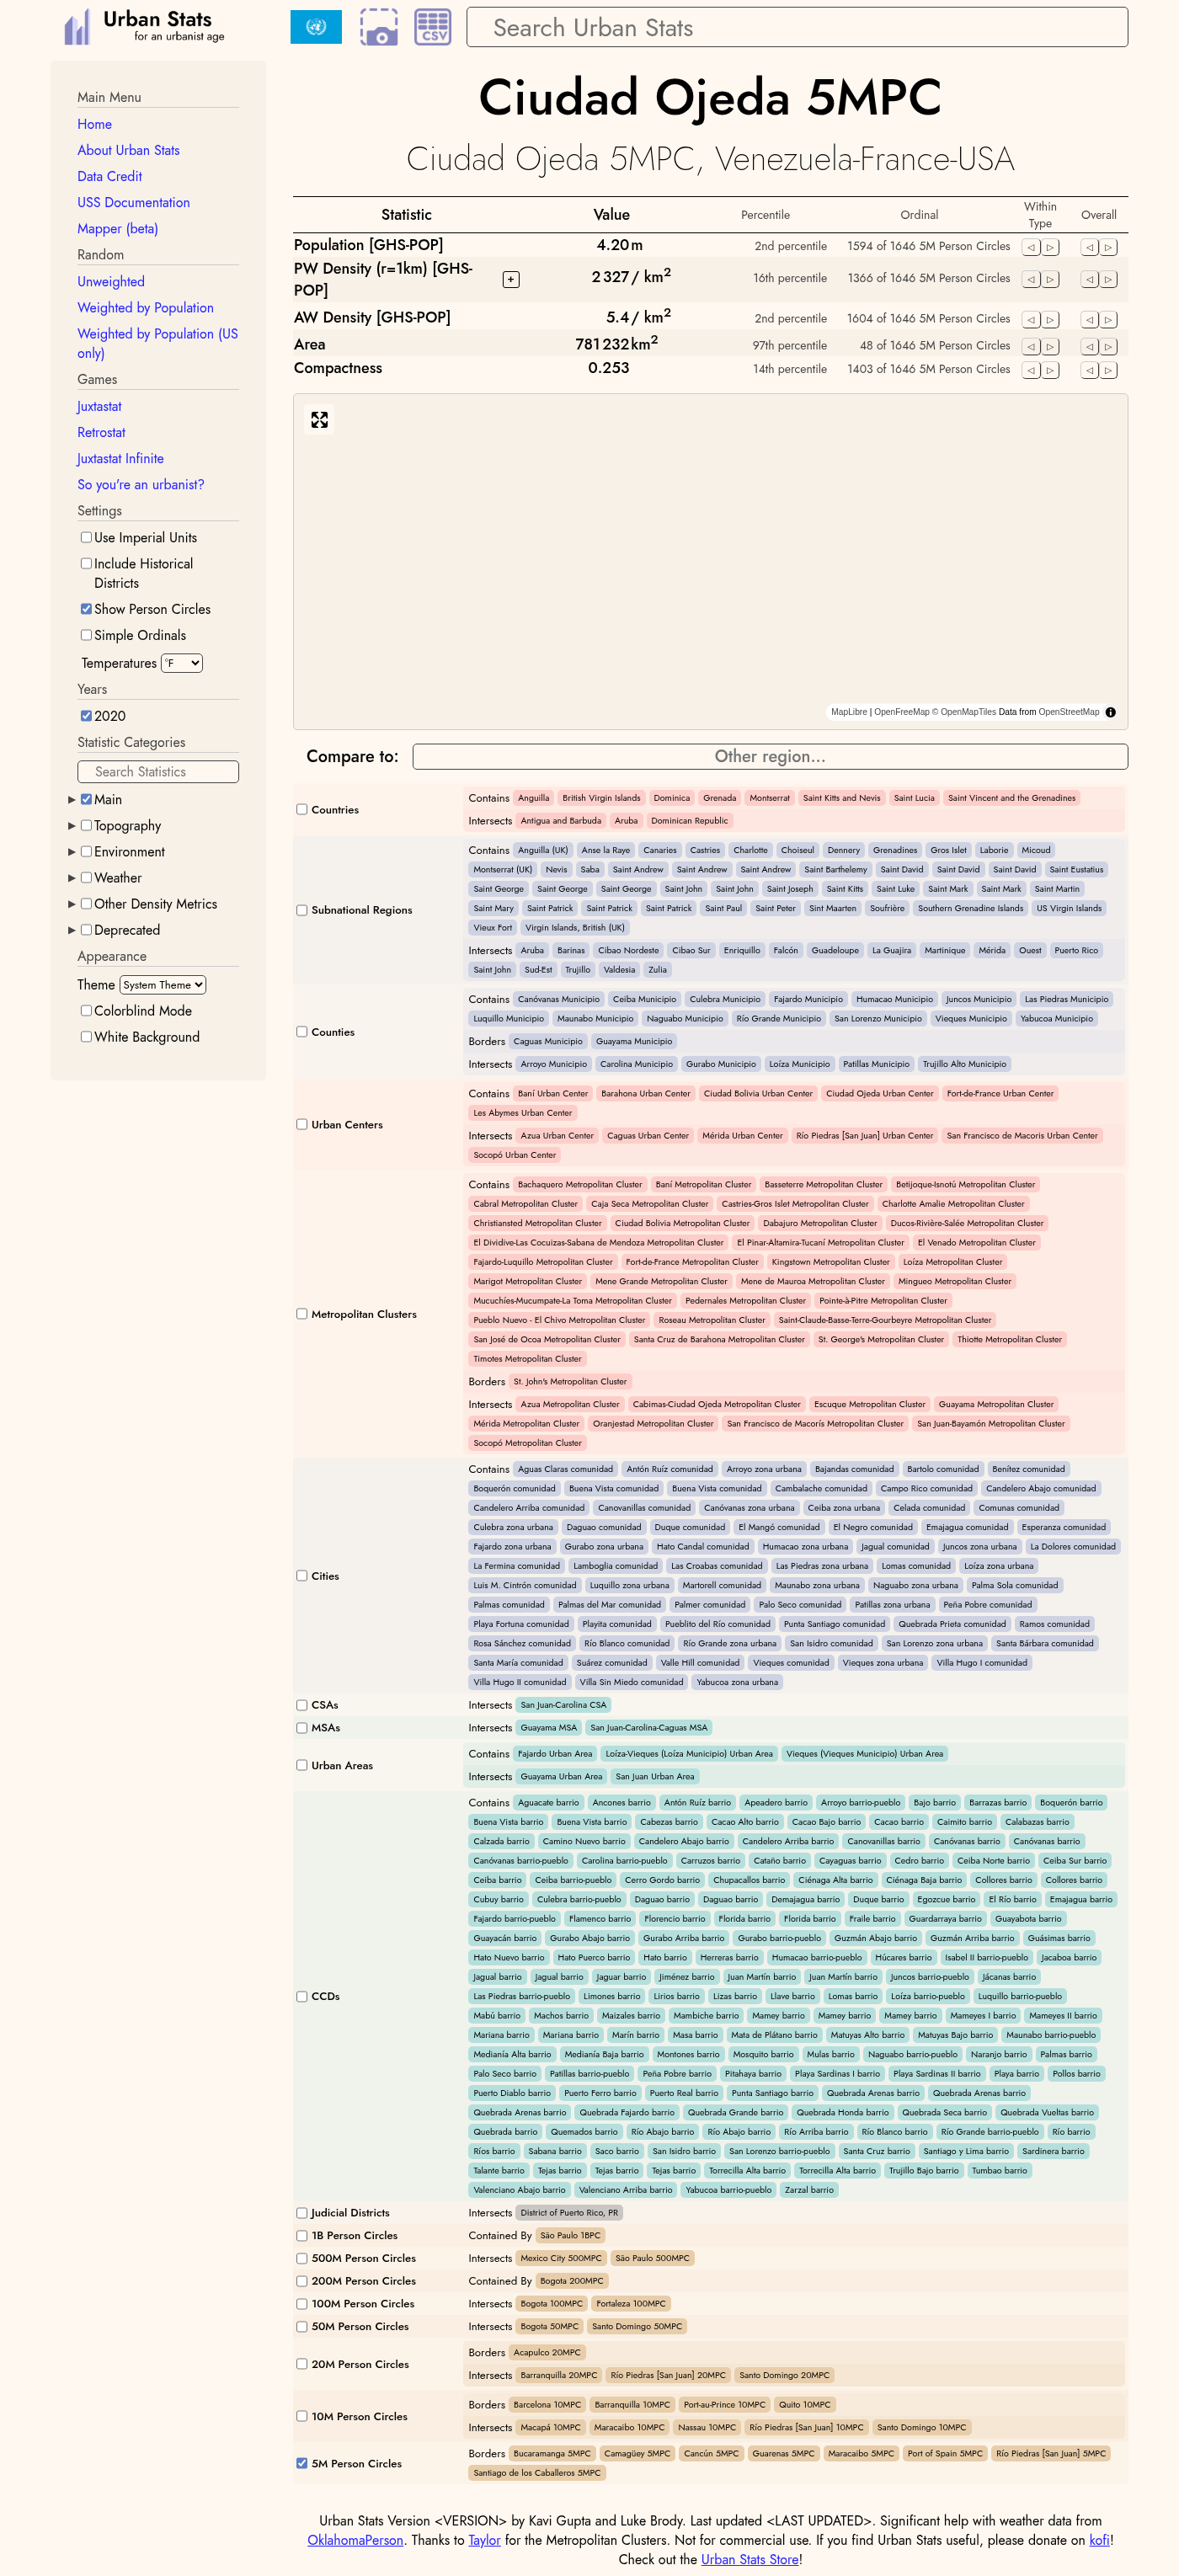 Urban Stats
for an urbanist age
CSV
Search Urban Stats
Main Menu
Home
About Urban Stats
Data Credit
USS Documentation
Mapper (beta)
Random
Unweighted
Weighted by Population
Weighted by Population (US
only)
Games
Juxtastat
Retrostat
Juxtastat Infinite
So you're an urbanist?
Settings
Use Imperial Units
Include Historical
Districts
Show Person Circles
Simple Ordinals
Temperatures °F
Years
2020
Statistic Categories
Search Statistics
Main
Topography
Environment
Weather
Other Density Metrics
Deprecated
Appearance
Theme System Theme
Colorblind Mode
White Background
Ciudad Ojeda 5MPC
Ciudad Ojeda 5MPC, Venezuela-France-USA
Statistic Value Percentile Ordinal Within Type Overall
Population [GHS-POP] 4.20 m 2nd percentile 1594 of 1646 5M Person Circles
PW Density (r=1km) [GHS-POP] + 2 327 / km2 16th percentile 1366 of 1646 5M Person Circles
AW Density [GHS-POP] 5.4 / km2 2nd percentile 1604 of 1646 5M Person Circles
Area 781 232 km2 97th percentile 48 of 1646 5M Person Circles
Compactness 0.253 14th percentile 1403 of 1646 5M Person Circles
MapLibre | OpenFreeMap © OpenMapTiles Data from OpenStreetMap
Compare to: Other region...
Countries
Contains Anguilla British Virgin Islands Dominica Grenada Montserrat Saint Kitts and Nevis Saint Lucia Saint Vincent and the Grenadines
Intersects Antigua and Barbuda Aruba Dominican Republic
Subnational Regions
Contains Anguilla (UK) Anse la Raye Canaries Castries Charlotte Choiseul Dennery Grenadines Gros Islet Laborie Micoud
Montserrat (UK) Nevis Saba Saint Andrew Saint Andrew Saint Andrew Saint Barthelemy Saint David Saint David Saint David Saint Eustatius
Saint George Saint George Saint George Saint John Saint John Saint Joseph Saint Kitts Saint Luke Saint Mark Saint Mark Saint Martin
Saint Mary Saint Patrick Saint Patrick Saint Patrick Saint Paul Saint Peter Sint Maarten Soufrière Southern Grenadine Islands US Virgin Islands
Vieux Fort Virgin Islands, British (UK)
Intersects Aruba Barinas Cibao Nordeste Cibao Sur Enriquillo Falcón Guadeloupe La Guajira Martinique Mérida Ouest Puerto Rico
Saint John Sud-Est Trujillo Valdesia Zulia
Counties
Contains Canóvanas Municipio Ceiba Municipio Culebra Municipio Fajardo Municipio Humacao Municipio Juncos Municipio Las Piedras Municipio
Luquillo Municipio Maunabo Municipio Naguabo Municipio Río Grande Municipio San Lorenzo Municipio Vieques Municipio Yabucoa Municipio
Borders Caguas Municipio Guayama Municipio
Intersects Arroyo Municipio Carolina Municipio Gurabo Municipio Loíza Municipio Patillas Municipio Trujillo Alto Municipio
Urban Centers
Contains Baní Urban Center Barahona Urban Center Ciudad Bolivia Urban Center Ciudad Ojeda Urban Center Fort-de-France Urban Center
Les Abymes Urban Center
Intersects Azua Urban Center Caguas Urban Center Mérida Urban Center Río Piedras [San Juan] Urban Center San Francisco de Macoris Urban Center
Socopó Urban Center
Metropolitan Clusters
Contains Bachaquero Metropolitan Cluster Baní Metropolitan Cluster Basseterre Metropolitan Cluster Betijoque-Isnotú Metropolitan Cluster
Cabral Metropolitan Cluster Caja Seca Metropolitan Cluster Castries-Gros Islet Metropolitan Cluster Charlotte Amalie Metropolitan Cluster
Christiansted Metropolitan Cluster Ciudad Bolivia Metropolitan Cluster Dabajuro Metropolitan Cluster Ducos-Rivière-Salée Metropolitan Cluster
El Dividive-Las Cocuizas-Sabana de Mendoza Metropolitan Cluster El Pinar-Altamira-Tucaní Metropolitan Cluster El Venado Metropolitan Cluster
Fajardo-Luquillo Metropolitan Cluster Fort-de-France Metropolitan Cluster Kingstown Metropolitan Cluster Loíza Metropolitan Cluster
Marigot Metropolitan Cluster Mene Grande Metropolitan Cluster Mene de Mauroa Metropolitan Cluster Mingueo Metropolitan Cluster
Mucuchíes-Mucumpate-La Toma Metropolitan Cluster Pedernales Metropolitan Cluster Pointe-à-Pitre Metropolitan Cluster
Pueblo Nuevo - El Chivo Metropolitan Cluster Roseau Metropolitan Cluster Saint-Claude-Basse-Terre-Gourbeyre Metropolitan Cluster
San José de Ocoa Metropolitan Cluster Santa Cruz de Barahona Metropolitan Cluster St. George's Metropolitan Cluster Thiotte Metropolitan Cluster
Timotes Metropolitan Cluster
Borders St. John's Metropolitan Cluster
Intersects Azua Metropolitan Cluster Cabimas-Ciudad Ojeda Metropolitan Cluster Escuque Metropolitan Cluster Guayama Metropolitan Cluster
Mérida Metropolitan Cluster Oranjestad Metropolitan Cluster San Francisco de Macorís Metropolitan Cluster San Juan-Bayamón Metropolitan Cluster
Socopó Metropolitan Cluster
Cities
Contains Aguas Claras comunidad Antón Ruíz comunidad Arroyo zona urbana Bajandas comunidad Bartolo comunidad Benítez comunidad
Boquerón comunidad Buena Vista comunidad Buena Vista comunidad Cambalache comunidad Campo Rico comunidad Candelero Abajo comunidad
Candelero Arriba comunidad Canovanillas comunidad Canóvanas zona urbana Ceiba zona urbana Celada comunidad Comunas comunidad
Culebra zona urbana Daguao comunidad Duque comunidad El Mangó comunidad El Negro comunidad Emajagua comunidad Esperanza comunidad
Fajardo zona urbana Gurabo zona urbana Hato Candal comunidad Humacao zona urbana Jagual comunidad Juncos zona urbana La Dolores comunidad
La Fermina comunidad Lamboglia comunidad Las Croabas comunidad Las Piedras zona urbana Lomas comunidad Loíza zona urbana
Luis M. Cintrón comunidad Luquillo zona urbana Martorell comunidad Maunabo zona urbana Naguabo zona urbana Palma Sola comunidad
Palmas comunidad Palmas del Mar comunidad Palmer comunidad Palo Seco comunidad Patillas zona urbana Peña Pobre comunidad
Playa Fortuna comunidad Playita comunidad Pueblito del Río comunidad Punta Santiago comunidad Quebrada Prieta comunidad Ramos comunidad
Rosa Sánchez comunidad Río Blanco comunidad Río Grande zona urbana San Isidro comunidad San Lorenzo zona urbana Santa Bárbara comunidad
Santa María comunidad Suárez comunidad Valle Hill comunidad Vieques comunidad Vieques zona urbana Villa Hugo I comunidad
Villa Hugo II comunidad Villa Sin Miedo comunidad Yabucoa zona urbana
CSAs Intersects San Juan-Carolina CSA
MSAs Intersects Guayama MSA San Juan-Carolina-Caguas MSA
Urban Areas
Contains Fajardo Urban Area Loíza-Vieques (Loíza Municipio) Urban Area Vieques (Vieques Municipio) Urban Area
Intersects Guayama Urban Area San Juan Urban Area
CCDs
Contains Aguacate barrio Ancones barrio Antón Ruíz barrio Apeadero barrio Arroyo barrio-pueblo Bajo barrio Barrazas barrio Boquerón barrio
Buena Vista barrio Buena Vista barrio Cabezas barrio Cacao Alto barrio Cacao Bajo barrio Cacao barrio Caimito barrio Calabazas barrio
Calzada barrio Camino Nuevo barrio Candelero Abajo barrio Candelero Arriba barrio Canovanillas barrio Canóvanas barrio Canóvanas barrio
Canóvanas barrio-pueblo Carolina barrio-pueblo Carruzos barrio Cataño barrio Cayaguas barrio Cedro barrio Ceiba Norte barrio Ceiba Sur barrio
Ceiba barrio Ceiba barrio-pueblo Cerro Gordo barrio Chupacallos barrio Ciénaga Alta barrio Ciénaga Baja barrio Collores barrio Collores barrio
Cubuy barrio Culebra barrio-pueblo Daguao barrio Daguao barrio Demajagua barrio Duque barrio Egozcue barrio El Río barrio Emajagua barrio
Fajardo barrio-pueblo Flamenco barrio Florencio barrio Florida barrio Florida barrio Fraile barrio Guardarraya barrio Guayabota barrio
Guayacán barrio Gurabo Abajo barrio Gurabo Arriba barrio Gurabo barrio-pueblo Guzmán Abajo barrio Guzmán Arriba barrio Guásimas barrio
Hato Nuevo barrio Hato Puerco barrio Hato barrio Herreras barrio Humacao barrio-pueblo Húcares barrio Isabel II barrio-pueblo Jacaboa barrio
Jagual barrio Jagual barrio Jaguar barrio Jiménez barrio Juan Martín barrio Juan Martín barrio Juncos barrio-pueblo Jácanas barrio
Las Piedras barrio-pueblo Limones barrio Lirios barrio Lizas barrio Llave barrio Lomas barrio Loíza barrio-pueblo Luquillo barrio-pueblo
Mabú barrio Machos barrio Maizales barrio Mambiche barrio Mamey barrio Mamey barrio Mamey barrio Mameyes I barrio Mameyes II barrio
Mariana barrio Mariana barrio Marín barrio Masa barrio Mata de Plátano barrio Matuyas Alto barrio Matuyas Bajo barrio Maunabo barrio-pueblo
Medianía Alta barrio Medianía Baja barrio Montones barrio Mosquito barrio Mulas barrio Naguabo barrio-pueblo Naranjo barrio Palmas barrio
Palo Seco barrio Patillas barrio-pueblo Peña Pobre barrio Pitahaya barrio Playa Sardinas I barrio Playa Sardinas II barrio Playa barrio Pollos barrio
Puerto Diablo barrio Puerto Ferro barrio Puerto Real barrio Punta Santiago barrio Quebrada Arenas barrio Quebrada Arenas barrio
Quebrada Arenas barrio Quebrada Fajardo barrio Quebrada Grande barrio Quebrada Honda barrio Quebrada Seca barrio Quebrada Vueltas barrio
Quebrada barrio Quemados barrio Río Abajo barrio Río Abajo barrio Río Arriba barrio Río Blanco barrio Río Grande barrio-pueblo Río barrio
Ríos barrio Sabana barrio Saco barrio San Isidro barrio San Lorenzo barrio-pueblo Santa Cruz barrio Santiago y Lima barrio Sardinera barrio
Talante barrio Tejas barrio Tejas barrio Tejas barrio Torrecilla Alta barrio Torrecilla Alta barrio Trujillo Bajo barrio Tumbao barrio
Valenciano Abajo barrio Valenciano Arriba barrio Yabucoa barrio-pueblo Zarzal barrio
Judicial Districts Intersects District of Puerto Rico, PR
1B Person Circles Contained By São Paulo 1BPC
500M Person Circles Intersects Mexico City 500MPC São Paulo 500MPC
200M Person Circles Contained By Bogota 200MPC
100M Person Circles Intersects Bogota 100MPC Fortaleza 100MPC
50M Person Circles Intersects Bogota 50MPC Santo Domingo 50MPC
20M Person Circles
Borders Acapulco 20MPC
Intersects Barranquilla 20MPC Río Piedras [San Juan] 20MPC Santo Domingo 20MPC
10M Person Circles
Borders Barcelona 10MPC Barranquilla 10MPC Port-au-Prince 10MPC Quito 10MPC
Intersects Macapá 10MPC Maracaibo 10MPC Nassau 10MPC Río Piedras [San Juan] 10MPC Santo Domingo 10MPC
5M Person Circles
Borders Bucaramanga 5MPC Camagüey 5MPC Cancún 5MPC Guarenas 5MPC Maracaibo 5MPC Port of Spain 5MPC Río Piedras [San Juan] 5MPC
Santiago de los Caballeros 5MPC
Urban Stats Version <VERSION> by Kavi Gupta and Luke Brody. Last updated <LAST UPDATED>. Significant help with weather data from
OklahomaPerson. Thanks to Taylor for the Metropolitan Clusters. Not for commercial use. If you find Urban Stats useful, please donate on kofi!
Check out the Urban Stats Store!